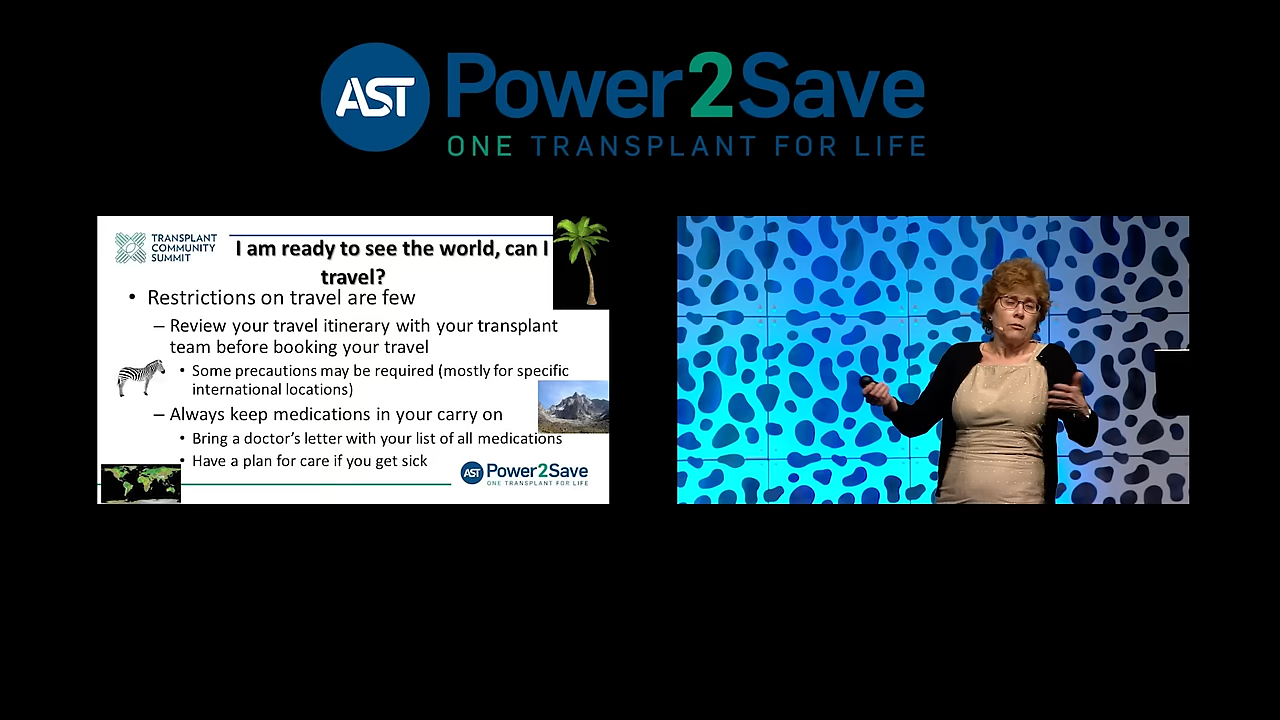 AST Power2Save
ONE TRANSPLANT FOR LIFE
TRANSPLANT
COMMUNITY
SUMMIT
I am ready to see the world, can I
travel?
• Restrictions on travel are few
– Review your travel itinerary with your transplant
team before booking your travel
• Some precautions may be required (mostly for specific
international locations)
– Always keep medications in your carry on
• Bring a doctor's letter with your list of all medications
• Have a plan for care if you get sick
AST Power2Save
ONE TRANSPLANT FOR LIFE